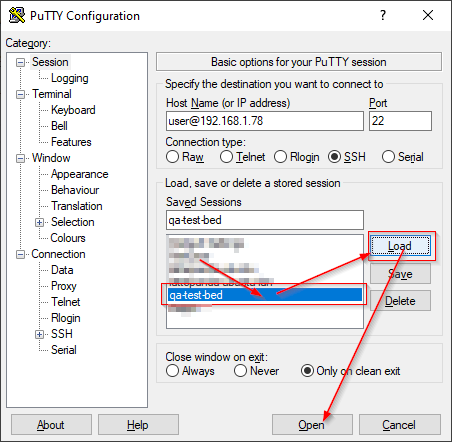 PuTTY Configuration
?
Category:
Session
Logging
Terminal
Keyboard
Bell
Features
Window
Appearance
Behaviour
Translation
Selection
Colours
Connection
Data
Proxy
Telnet
Rlogin
SSH
Serial
Basic options for your PuTTY session
Specify the destination you want to connect to
Host Name (or IP address) Port
user@192.168.1.78 22
Connection type:
Raw Telnet Rlogin SSH Serial
Load, save or delete a stored session
Saved Sessions
qa-test-bed
Load
Save
qa-test-bed
Delete
Close window on exit:
Always Never Only on clean exit
About Help Open Cancel